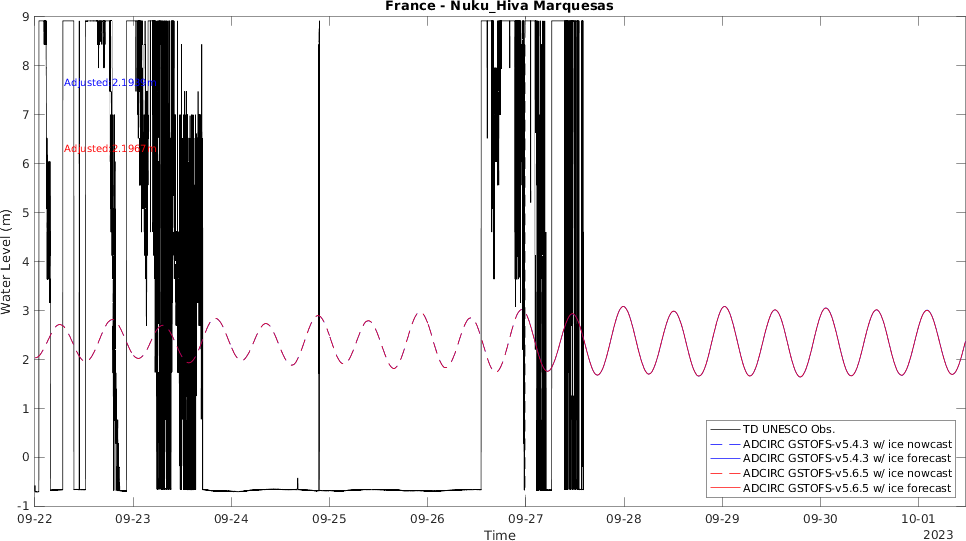 France - Nuku_Hiva Marquesas
9
8
Adjusted:
7
Adjusted:2.1967m
6
5
4
3
2
1
0
-1
Water Level (m)
TD UNESCO Obs.
ADCIRC GSTOFS-v5.4.3 w/ ice nowcast
ADCIRC GSTOFS-v5.4.3 w/ ice forecast
ADCIRC GSTOFS-v5.6.5 w/ ice nowcast
ADCIRC GSTOFS-v5.6.5 w/ ice forecast
09-22 09-23 09-24 09-25 09-26 09-27 09-28 09-29 09-30 10-01
Time
2023